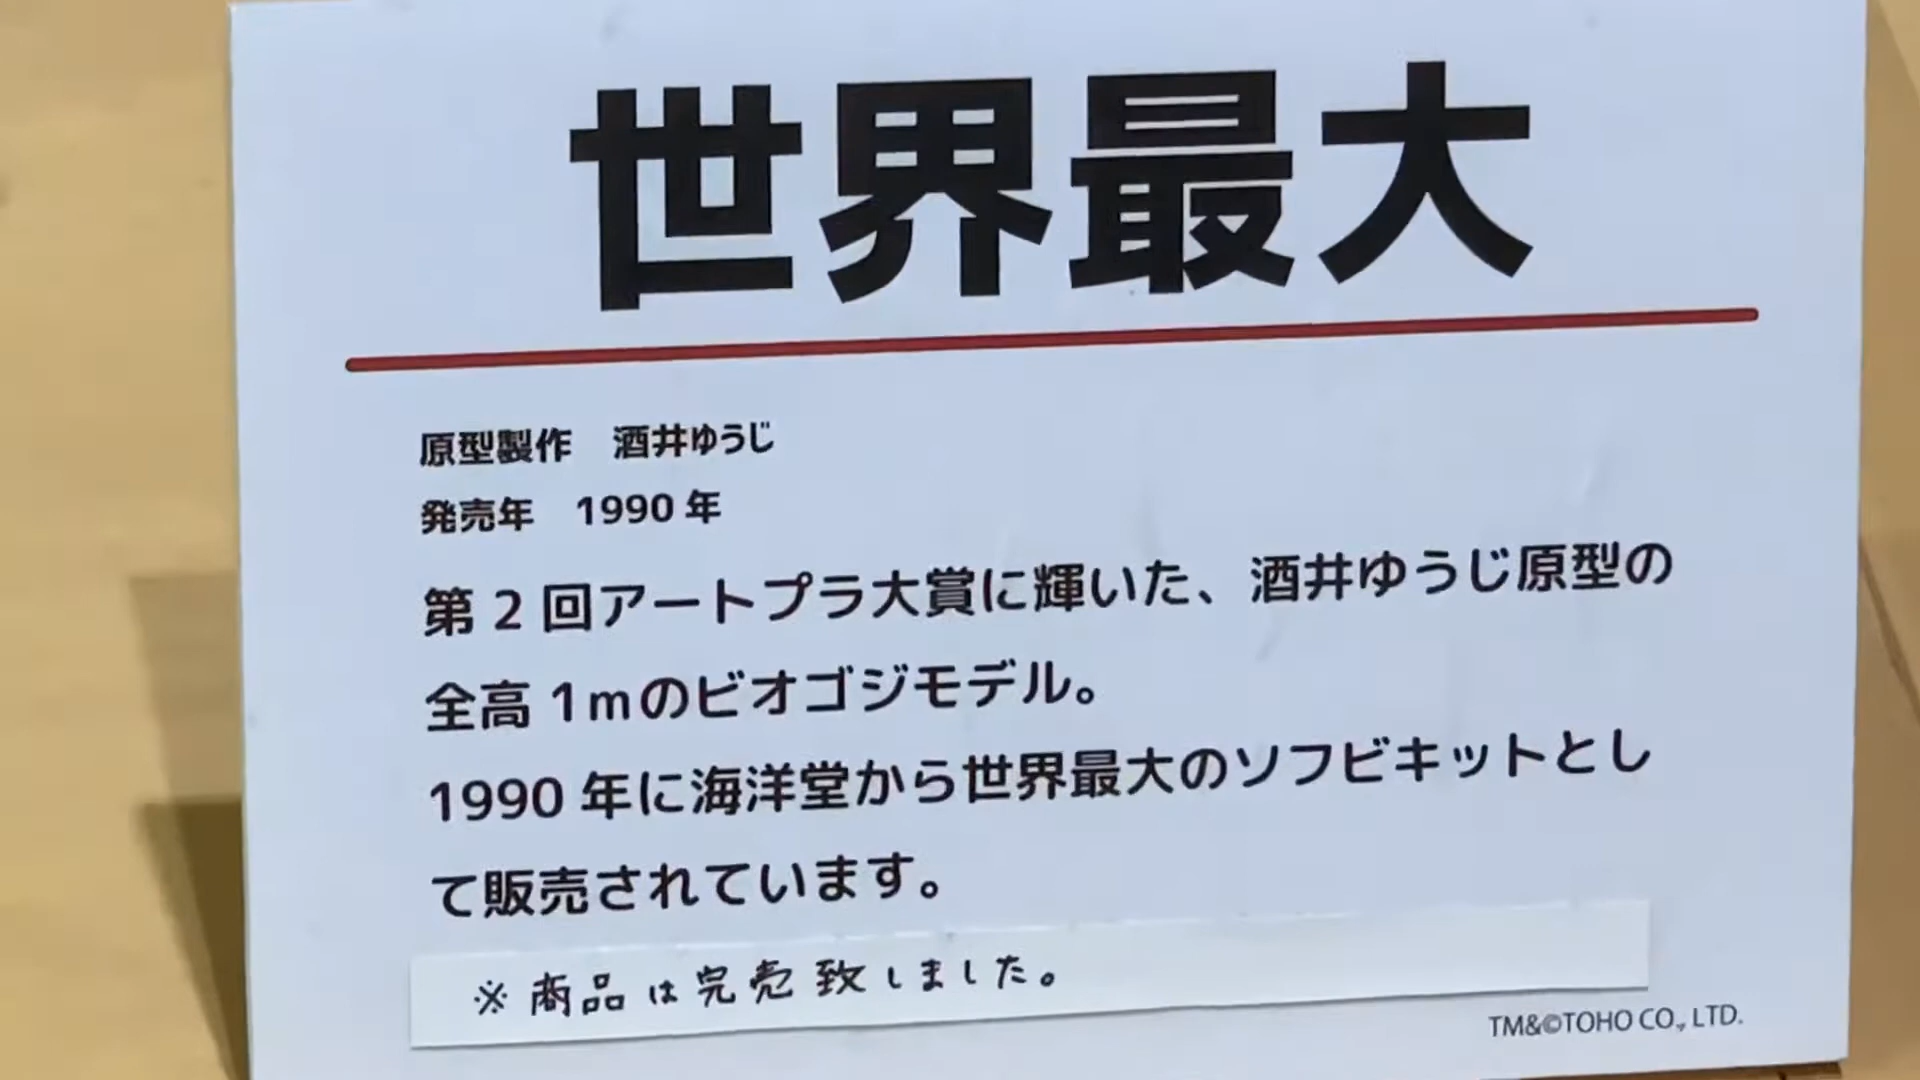 世界最大
原型製作　酒井ゆうじ
発売年　1990 年
第 2 回アートプラ大賞に輝いた、酒井ゆうじ原型の
全高 1mのビオゴジモデル。
1990 年に海洋堂から世界最大のソフビキットとし
て販売されています。
※商品は完売致しました。
TM&©TOHO CO., LTD.